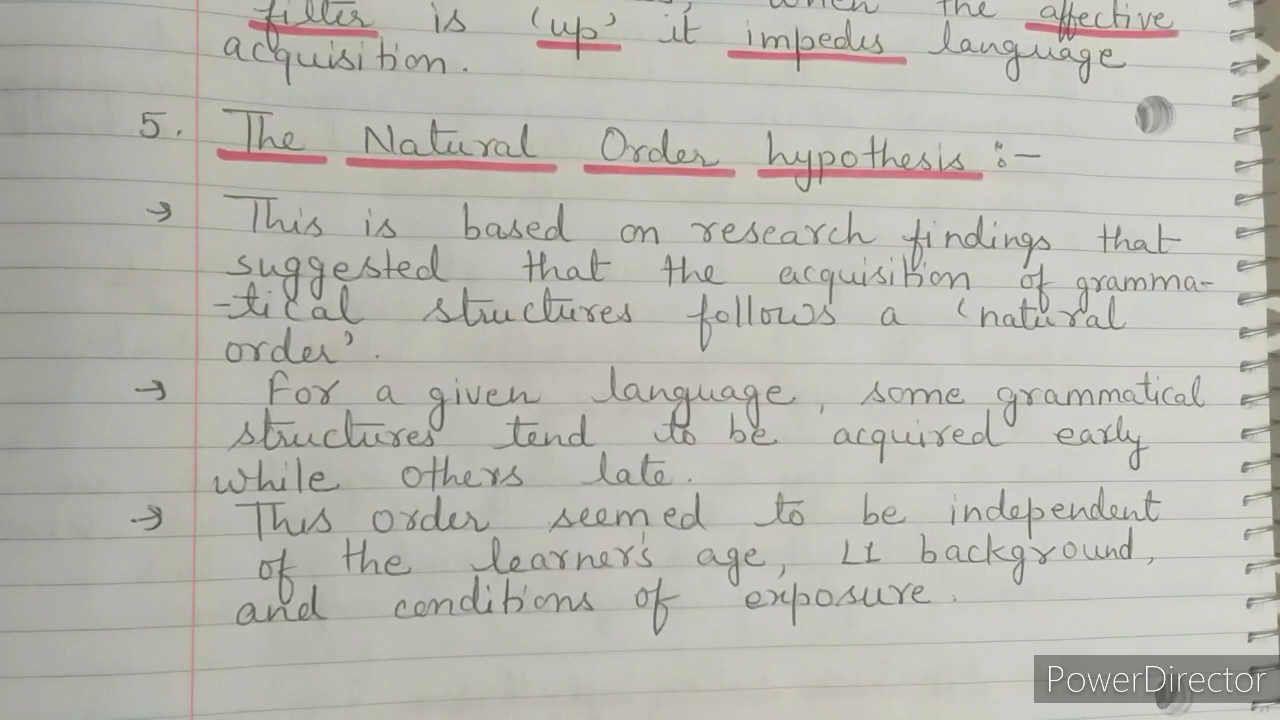 filter is 'up' it impedes language
the affective
acquisition.
5. The Natural Order hypothesis :-
→ This is based on research findings that
suggested that the acquisition of gramma-
-tical structures follows a 'natural
order'.
→ For a given language, some grammatical
structures tend to be acquired early
while others late.
→ This order seemed to be independent
of the learner's age, L1 background,
and conditions of exposure.
PowerDirector